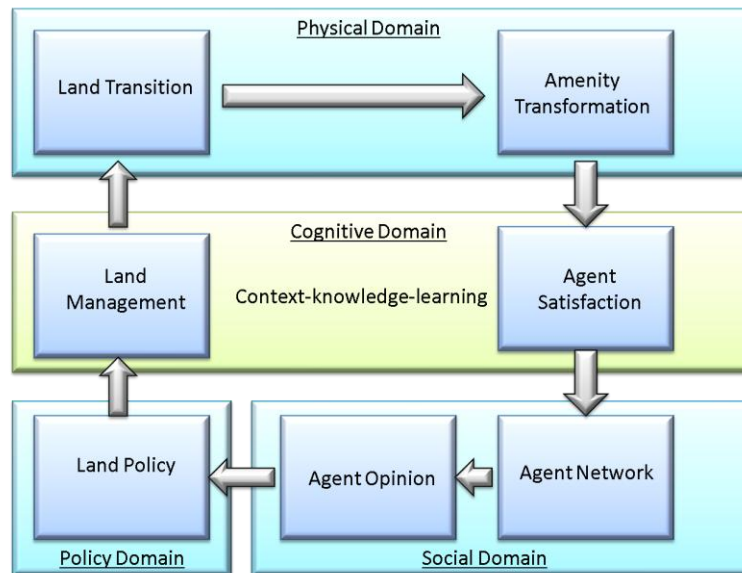 Physical Domain
Land Transition
Amenity
Transformation
Cognitive Domain
Land
Management
Context-knowledge-learning
Agent
Satisfaction
Land Policy
Agent Opinion
Agent Network
Policy Domain
Social Domain